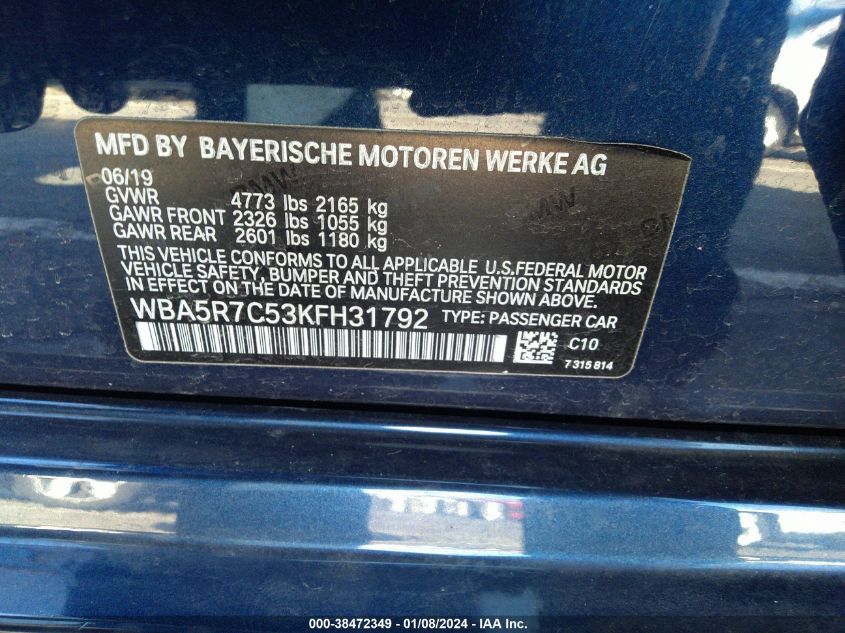 MFD BY BAYERISCHE MOTOREN WERKE AG
06/19
GVWR 4773 lbs 2165 kg
GAWR FRONT 2326 lbs 1055 kg
GAWR REAR 2601 lbs 1180 kg
THIS VEHICLE CONFORMS TO ALL APPLICABLE U.S.FEDERAL MOTOR
VEHICLE SAFETY, BUMPER AND THEFT PREVENTION STANDARDS
IN EFFECT ON THE DATE OF MANUFACTURE SHOWN ABOVE.
WBA5R7C53KFH31792 TYPE: PASSENGER CAR
C10
7315814
000-38472349 - 01/08/2024 - IAA Inc.